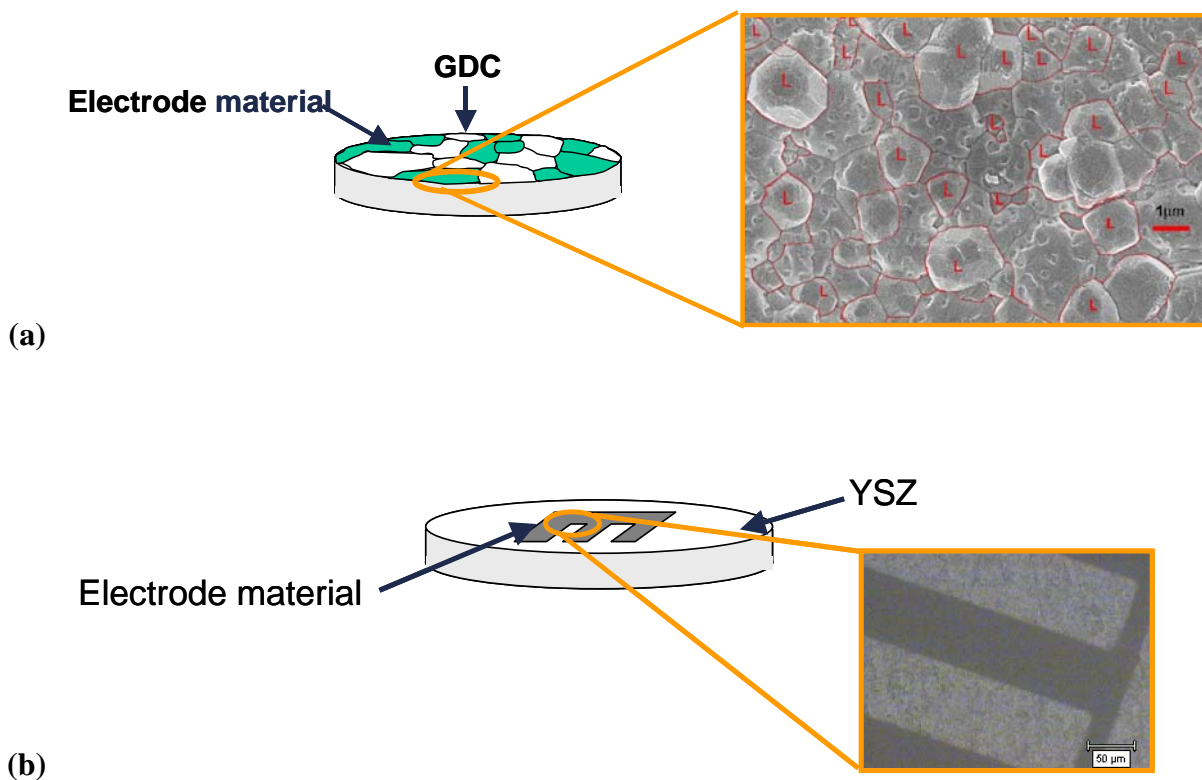 GDC
Electrode material
L L L L L L
L L
L L L L
L L L
L L L
1µm
L L
L L
L L
(a)
YSZ
Electrode material
50 µm
(b)